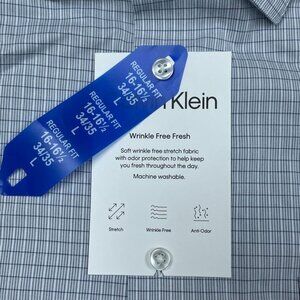 REGULAR FIT
16-16½
34/35
L
REGULAR FIT
16-16½
34/35
L
REGULAR FIT
16-16½
34/35
L
Klein
Wrinkle Free Fresh
Soft wrinkle free stretch fabric
with odor protection to help keep
you fresh throughout the day.
Machine washable.
Stretch
Wrinkle Free
Anti-Odor